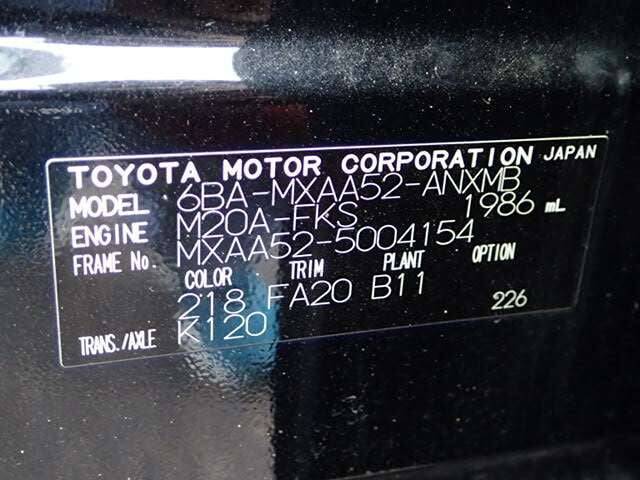 TOYOTA MOTOR CORPORATION JAPAN
MODEL 6BA-MXAA52-ANXMB
ENGINE M20A-FKS 1986 mL
FRAME No. MXAA52-5004154
COLOR TRIM PLANT OPTION
218 FA20 B11 226
TRANS./AXLE K120